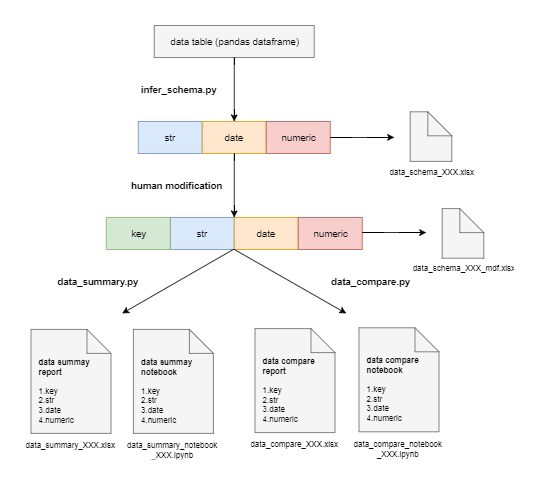 data table (pandas dataframe)
infer_schema.py
str
date
numeric
data_schema_XXX.xlsx
human modification
key
str
date
numeric
data_schema_XXX_mdf.xlsx
data_summary.py
data_compare.py
data summay
report
1.key
2.str
3.date
4.numeric
data_summary_XXX.xlsx
data summay
notebook
1.key
2.str
3.date
4.numeric
data_summary_notebook
_XXX.ipynb
data compare
report
1.key
2.str
3.date
4.numeric
data_compare_XXX.xlsx
data compare
notebook
1.key
2.str
3.date
4.numeric
data_compare_notebook
_XXX.ipynb